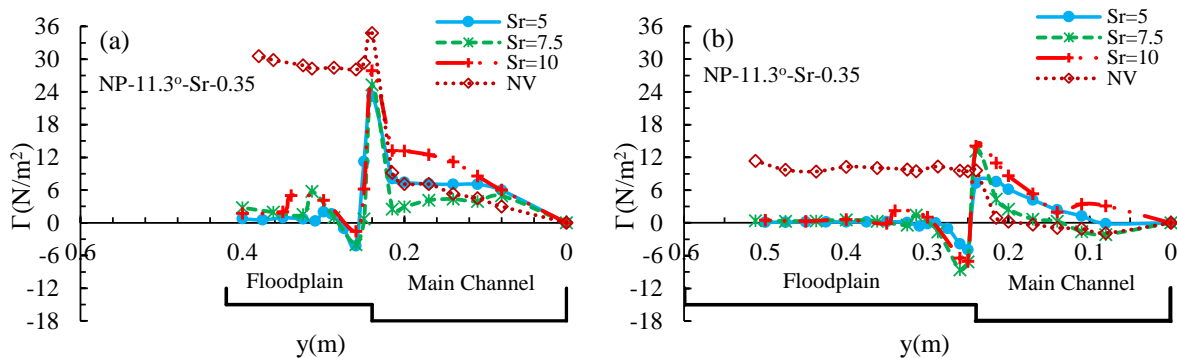 36
30
24
18
12
6
0
-6
-12
-18
Γ(N/m²)
(a)
NP-11.3°-Sr-0.35
Sr=5
Sr=7.5
Sr=10
NV
0.6
0.4
0.2
0
Floodplain
Main Channel
y(m)
36
30
24
18
12
6
0
-6
-12
-18
Γ(N/m²)
(b)
NP-11.3°-Sr-0.35
Sr=5
Sr=7.5
Sr=10
NV
0.6
0.5
0.4
0.3
0.2
0.1
0
Floodplain
Main Channel
y(m)